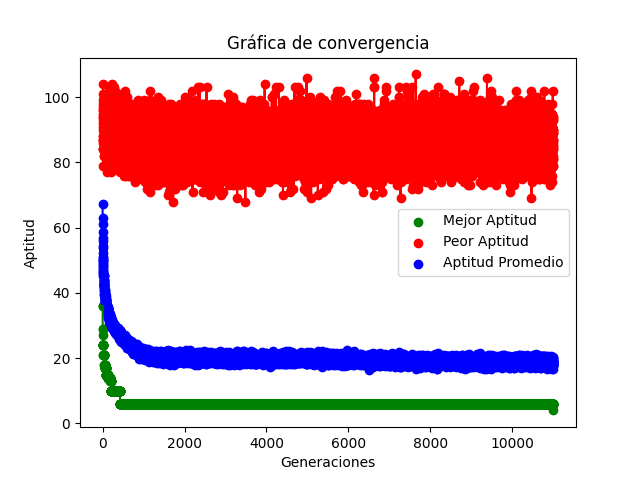 Gráfica de convergencia
Aptitud
100
80
60
40
20
0
Mejor Aptitud
Peor Aptitud
Aptitud Promedio
0 2000 4000 6000 8000 10000
Generaciones